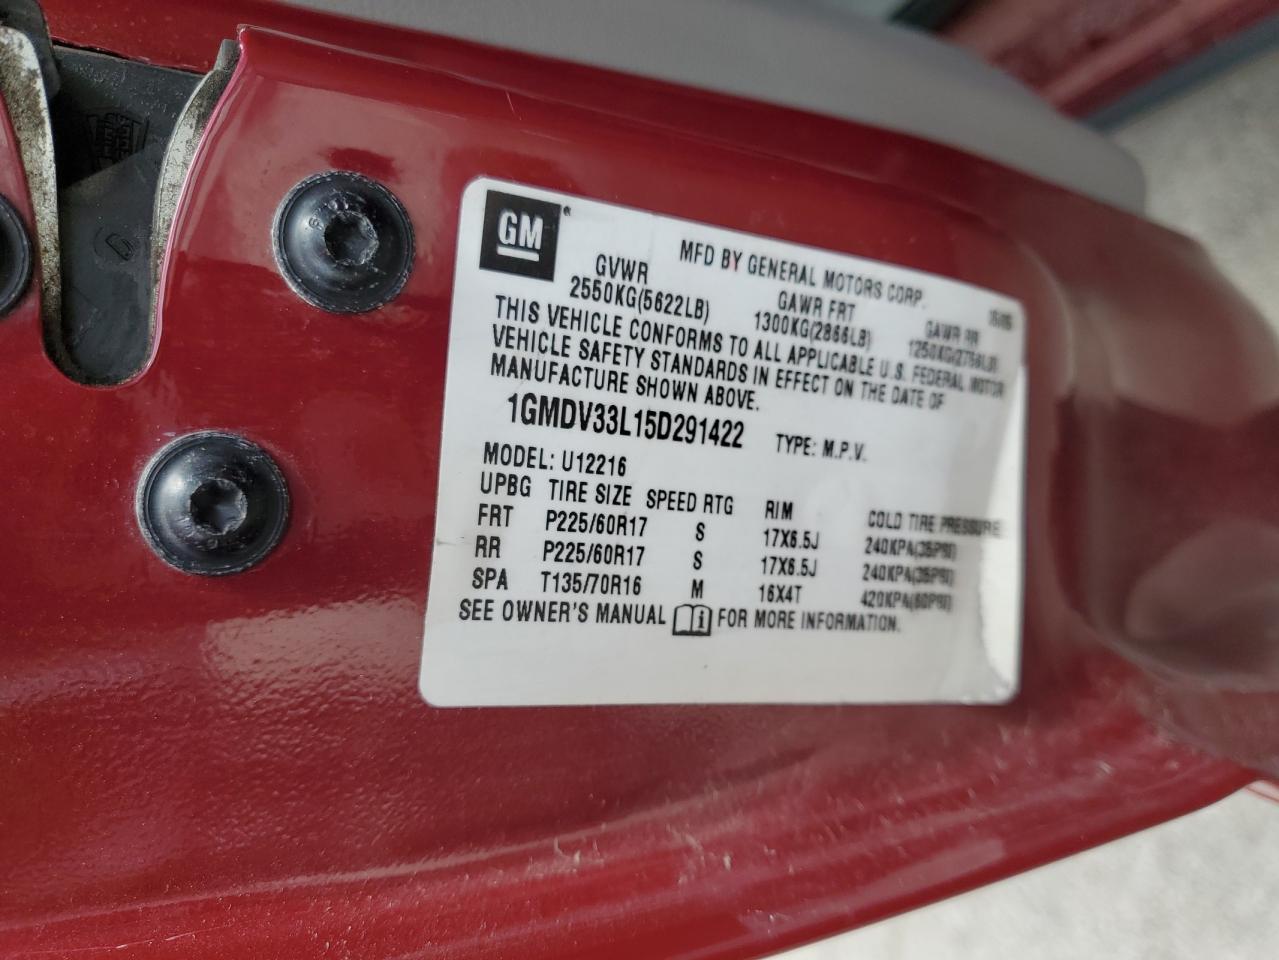 GM
MFD BY GENERAL MOTORS CORP.
GVWR GAWR FRT GAWR RR
2550KG(5622LB) 1300KG(2866LB) 1250KG(2756LB)
THIS VEHICLE CONFORMS TO ALL APPLICABLE U.S. FEDERAL MOTOR
VEHICLE SAFETY STANDARDS IN EFFECT ON THE DATE OF
MANUFACTURE SHOWN ABOVE.
1GMDV33L15D291422 TYPE: M.P.V.
MODEL: U12216
UPBG TIRE SIZE SPEED RTG RIM COLD TIRE PRESSURE
FRT P225/60R17 S 17X6.5J 240KPA(35PSI)
RR P225/60R17 S 17X6.5J 240KPA(35PSI)
SPA T135/70R16 M 16X4T 420KPA(60PSI)
SEE OWNER'S MANUAL FOR MORE INFORMATION.